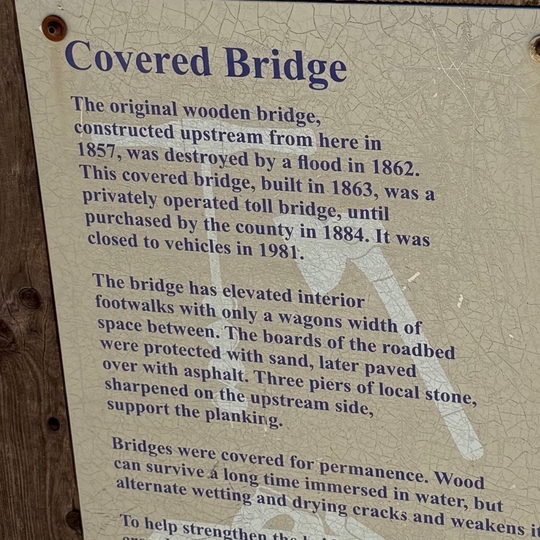 Covered Bridge
The original wooden bridge,
constructed upstream from here in
1857, was destroyed by a flood in 1862.
This covered bridge, built in 1863, was a
privately operated toll bridge, until
purchased by the county in 1884. It was
closed to vehicles in 1981.
The bridge has elevated interior
footwalks with only a wagons width of
space between. The boards of the roadbed
were protected with sand, later paved
over with asphalt. Three piers of local stone,
sharpened on the upstream side,
support the planking.
Bridges were covered for permanence. Wood
can survive a long time immersed in water, but
alternate wetting and drying cracks and weakens it
To help strengthen the